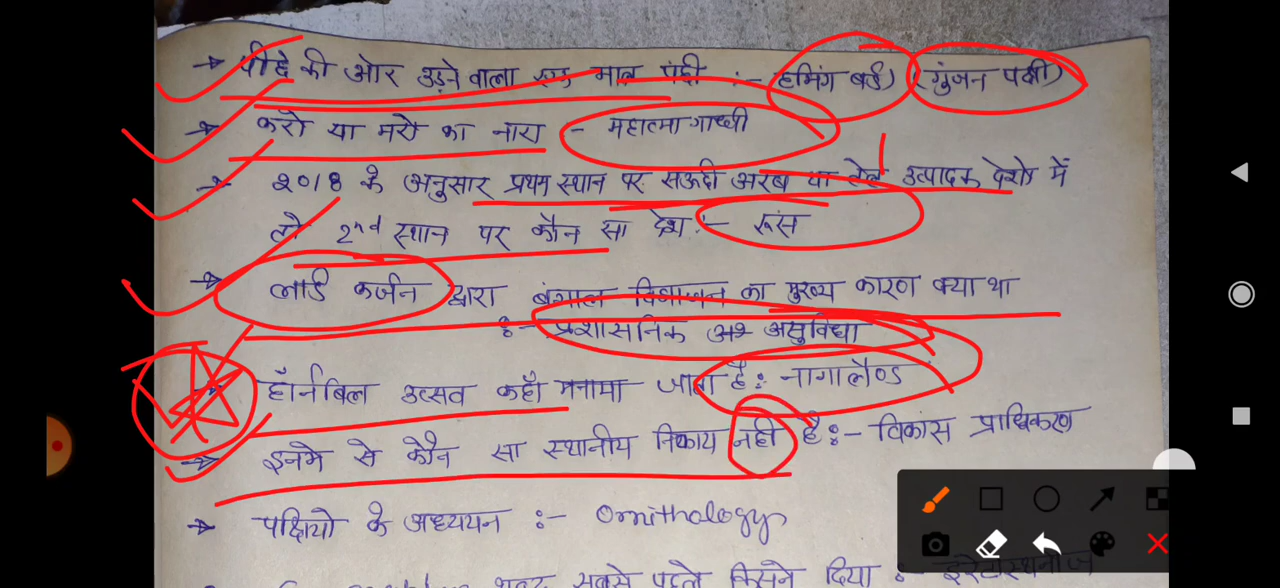 → पीछे की ओर उड़ने वाला एक मात्र पंछी :- हमिंग बर्ड) (गुंजन पक्षी)
→ करो या मरो का नारा - महात्मा गान्धी
→ 2018 के अनुसार प्रथम स्थान पर सऊदी अरब था तेल उत्पादक देशो में
तो 2nd स्थान पर कौन सा देश :- रूस
→ लार्ड कर्जन द्वारा बंगाल विभाजन का मुख्य कारण क्या था
:- प्रशासनिक असुविधा
→ हॉर्नबिल उत्सव कहाँ मनाया जाता है: नागालैण्ड
→ इनमे से कौन सा स्थानीय निकाय नही है :- विकास प्राधिकरण
→ पक्षियो के अध्ययन :- Ornithology
सबसे पहले किसने दिया :-